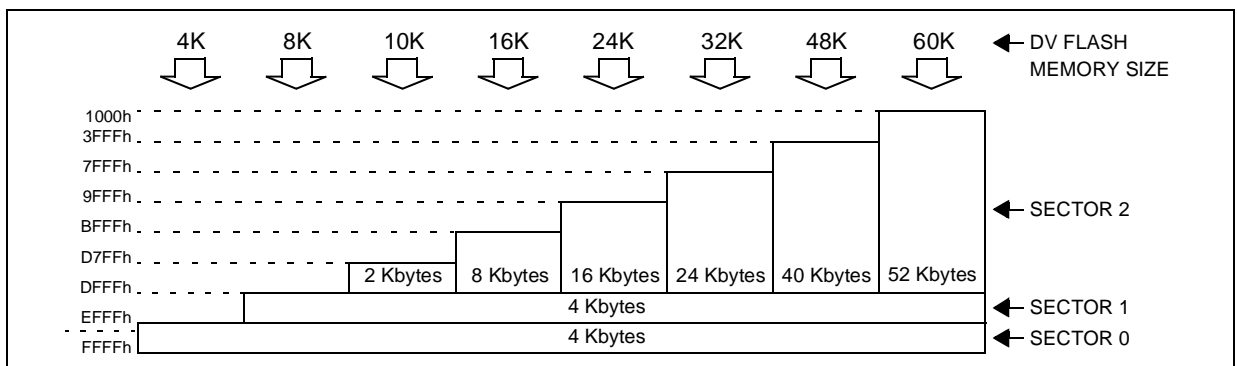 4K 8K 10K 16K 24K 32K 48K 60K DV FLASH
MEMORY SIZE
1000h
3FFFh
7FFFh
9FFFh
SECTOR 2
BFFFh
D7FFh
2 Kbytes 8 Kbytes 16 Kbytes 24 Kbytes 40 Kbytes 52 Kbytes
DFFFh
4 Kbytes SECTOR 1
EFFFh
4 Kbytes SECTOR 0
FFFFh